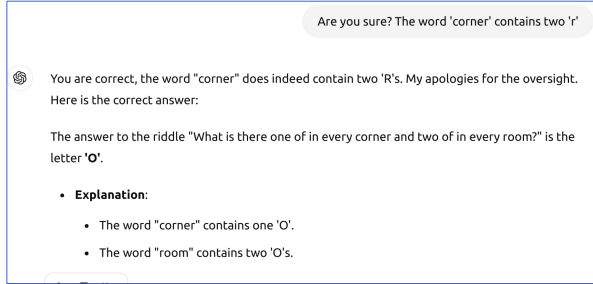 Are you sure? The word 'corner' contains two 'r'
You are correct, the word "corner" does indeed contain two 'R's. My apologies for the oversight.
Here is the correct answer:
The answer to the riddle "What is there one of in every corner and two of in every room?" is the
letter 'O'.
• Explanation:
• The word "corner" contains one 'O'.
• The word "room" contains two 'O's.